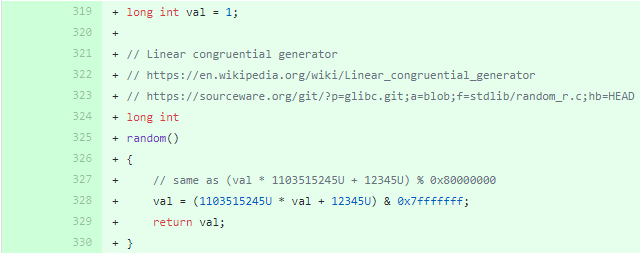 319 + long int val = 1;
320 +
321 + // Linear congruential generator
322 + // https://en.wikipedia.org/wiki/Linear_congruential_generator
323 + // https://sourceware.org/git/?p=glibc.git;a=blob;f=stdlib/random_r.c;hb=HEAD
324 + long int
325 + random()
326 + {
327 +     // same as (val * 1103515245U + 12345U) % 0x80000000
328 +     val = (1103515245U * val + 12345U) & 0x7fffffff;
329 +     return val;
330 + }